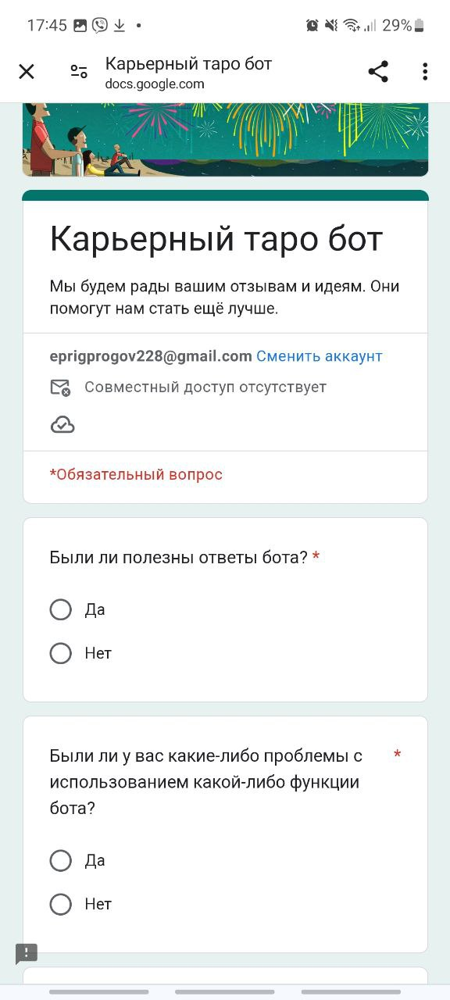 17:45
29%
Карьерный таро бот
docs.google.com
Карьерный таро бот
Мы будем рады вашим отзывам и идеям. Они
помогут нам стать ещё лучше.
eprigprogov228@gmail.com Сменить аккаунт
Совместный доступ отсутствует
*Обязательный вопрос
Были ли полезны ответы бота? *
Да
Нет
Были ли у вас какие-либо проблемы с *
использованием какой-либо функции
бота?
Да
Нет